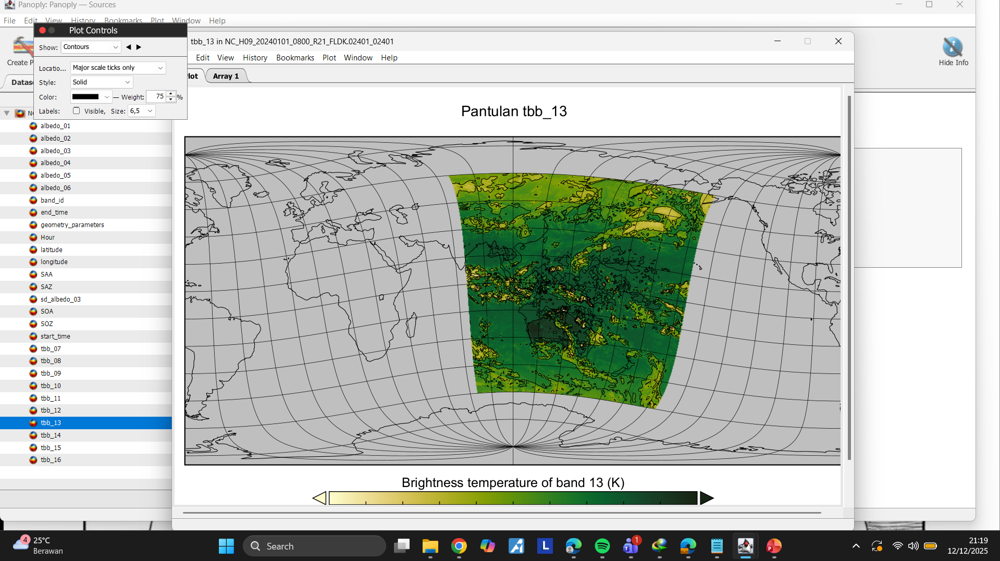 Panoply: Panoply — Sources
File Edit View History Bookmarks Plot Window Help
Plot Controls
Show: Contours
Locatio... Major scale ticks only
Style: Solid
Color: — Weight: 75 %
Labels: Visible, Size: 6,5
Create P
Datas
Hide Info
tbb_13 in NC_H09_20240101_0800_R21_FLDK.02401_02401
Edit View History Bookmarks Plot Window Help
lot Array 1
Pantulan tbb_13
NC
albedo_01
albedo_02
albedo_03
albedo_04
albedo_05
albedo_06
band_id
end_time
geometry_parameters
Hour
latitude
longitude
SAA
SAZ
sd_albedo_03
SOA
SOZ
start_time
tbb_07
tbb_08
tbb_09
tbb_10
tbb_11
tbb_12
tbb_13
tbb_14
tbb_15
tbb_16
Brightness temperature of band 13 (K)
4
25°C
Berawan
Search
L
1
P
21:19
12/12/2025